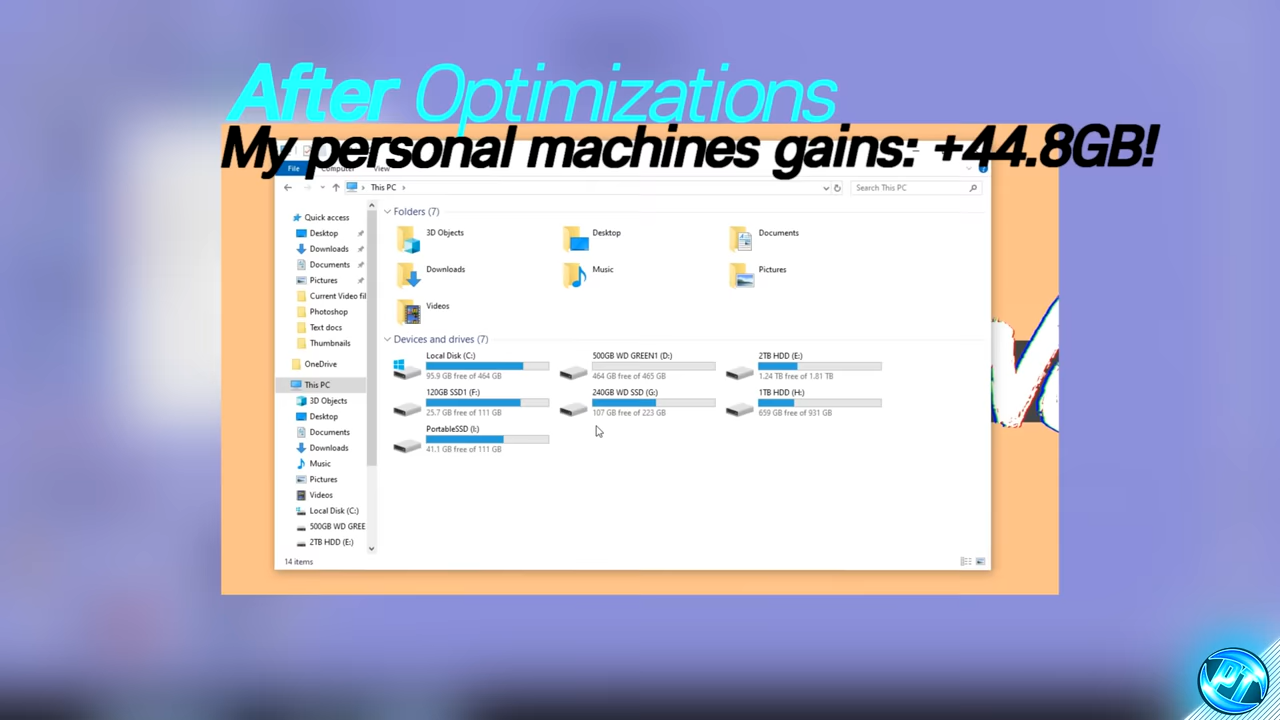 After Optimizations
My personal machines gains: +44.8GB!
File
View
This PC
Search This PC
Quick access
Desktop
Downloads
Documents
Pictures
Current Video fil
Photoshop
Text docs
Thumbnails
OneDrive
This PC
3D Objects
Desktop
Documents
Downloads
Music
Pictures
Videos
Local Disk (C:)
500GB WD GREE
2TB HDD (E:)
Folders (7)
3D Objects
Desktop
Documents
Downloads
Music
Pictures
Videos
Devices and drives (7)
Local Disk (C:)
95.9 GB free of 464 GB
500GB WD GREEN1 (D:)
464 GB free of 465 GB
2TB HDD (E:)
1.24 TB free of 1.81 TB
120GB SSD1 (F:)
25.7 GB free of 111 GB
240GB WD SSD (G:)
107 GB free of 223 GB
1TB HDD (H:)
659 GB free of 931 GB
PortableSSD (I:)
41.1 GB free of 111 GB
14 items
PT